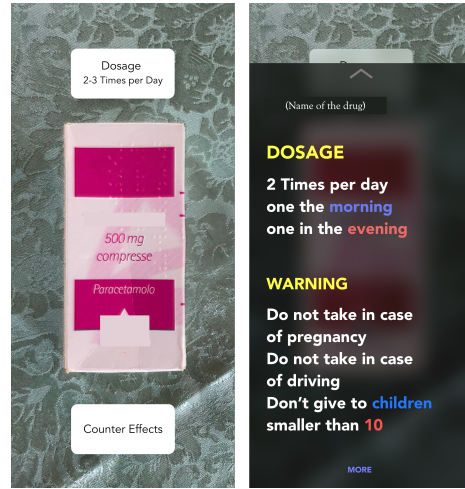 Dosage
2-3 Times per Day
500 mg
compresse
Paracetamolo
Counter Effects
(Name of the drug)
DOSAGE
2 Times per day
one the morning
one in the evening
WARNING
Do not take in case
of pregnancy
Do not take in case
of driving
Don't give to children
smaller than 10
MORE